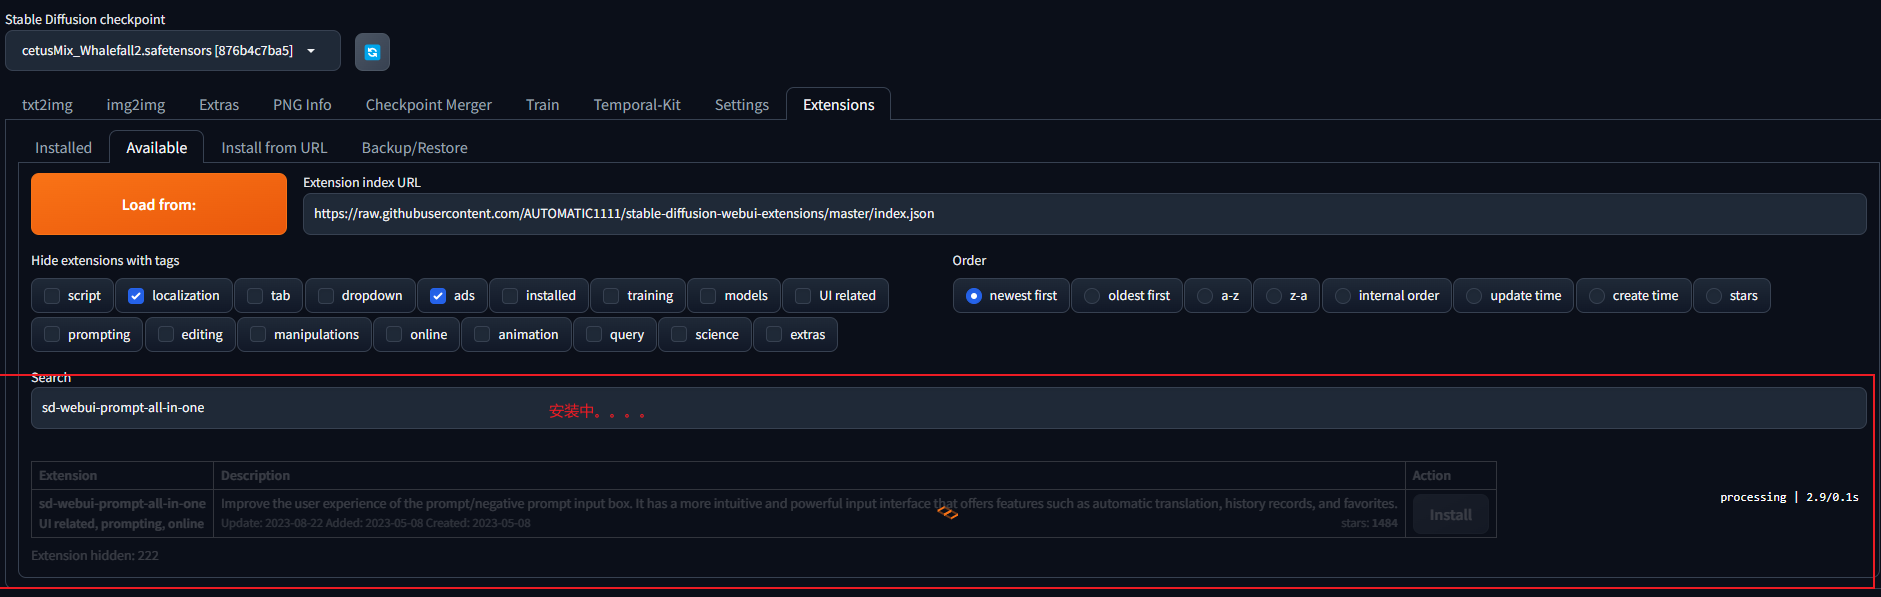 Stable Diffusion checkpoint
cetusMix_Whalefall2.safetensors [876b4c7ba5]
txt2img img2img Extras PNG Info Checkpoint Merger Train Temporal-Kit Settings Extensions
Installed Available Install from URL Backup/Restore
Load from:
Extension index URL
https://raw.githubusercontent.com/AUTOMATIC1111/stable-diffusion-webui-extensions/master/index.json
Hide extensions with tags
script localization tab dropdown ads installed training models UI related
prompting editing manipulations online animation query science extras
Order
newest first oldest first a-z z-a internal order update time create time stars
Search
sd-webui-prompt-all-in-one
安装中。。。。
Extension Description Action
sd-webui-prompt-all-in-one
UI related, prompting, online
Improve the user experience of the prompt/negative prompt input box. It has a more intuitive and powerful input interface that offers features such as automatic translation, history records, and favorites.
Update: 2023-08-22 Added: 2023-05-08 Created: 2023-05-08
stars: 1484
Install
processing | 2.9/0.1s
Extension hidden: 222